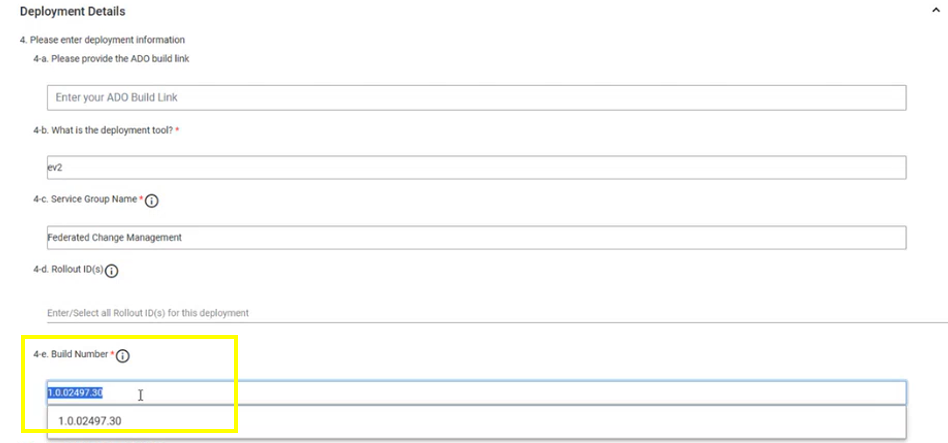 Deployment Details
4. Please enter deployment information
4-a. Please provide the ADO build link
Enter your ADO Build Link
4-b. What is the deployment tool? *
ev2
4-c. Service Group Name * i
Federated Change Management
4-d. Rollout ID(s) i
Enter/Select all Rollout ID(s) for this deployment
4-e. Build Number * i
1.0.02497.30
1.0.02497.30